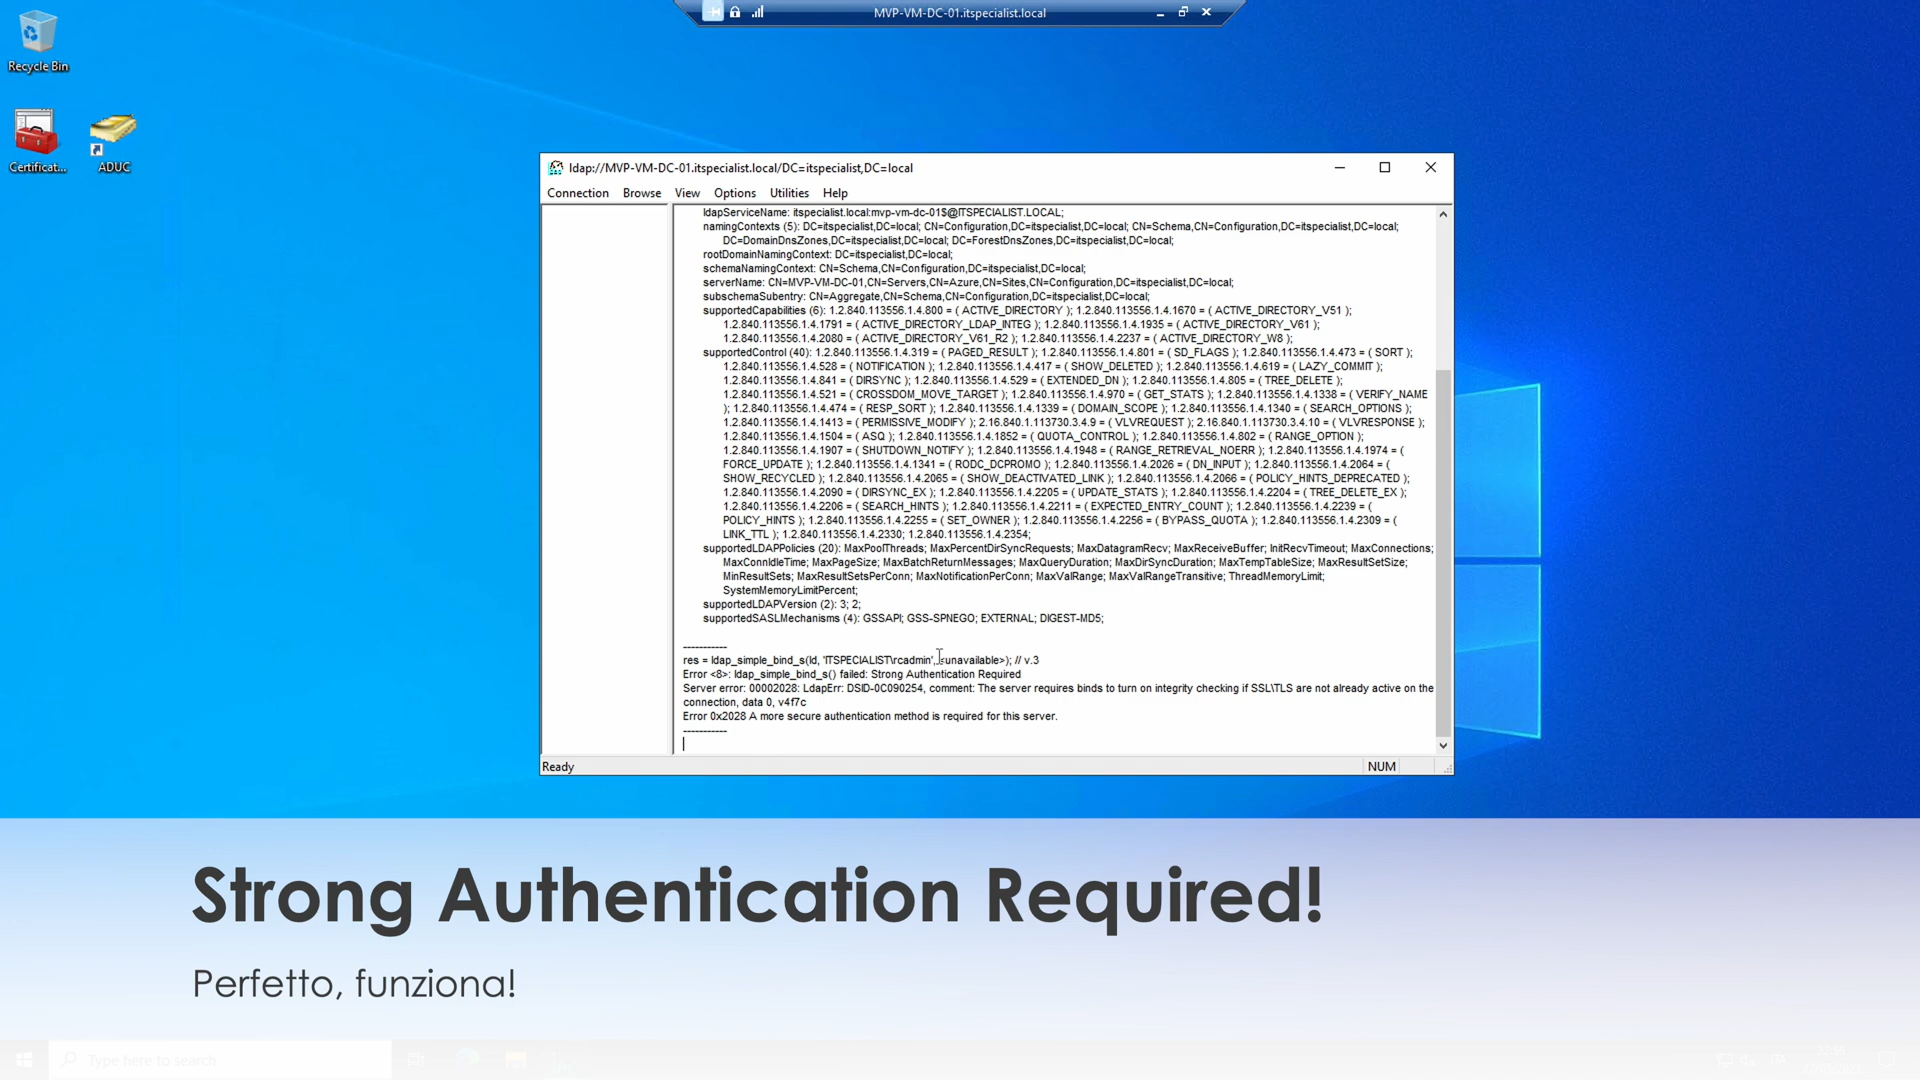 MVP-VM-DC-01.itspecialist.local
Recycle Bin
Certificat...
ADUC
ldap://MVP-VM-DC-01.itspecialist.local/DC=itspecialist,DC=local
Connection Browse View Options Utilities Help
ldapServiceName: itspecialist.local:mvp-vm-dc-01$@ITSPECIALIST.LOCAL;
namingContexts (5): DC=itspecialist,DC=local; CN=Configuration,DC=itspecialist,DC=local; CN=Schema,CN=Configuration,DC=itspecialist,DC=local;
DC=DomainDnsZones,DC=itspecialist,DC=local; DC=ForestDnsZones,DC=itspecialist,DC=local;
rootDomainNamingContext: DC=itspecialist,DC=local;
schemaNamingContext: CN=Schema,CN=Configuration,DC=itspecialist,DC=local;
serverName: CN=MVP-VM-DC-01,CN=Servers,CN=Azure,CN=Sites,CN=Configuration,DC=itspecialist,DC=local;
subschemaSubentry: CN=Aggregate,CN=Schema,CN=Configuration,DC=itspecialist,DC=local;
supportedCapabilities (6): 1.2.840.113556.1.4.800 = ( ACTIVE_DIRECTORY ); 1.2.840.113556.1.4.1670 = ( ACTIVE_DIRECTORY_V51 );
1.2.840.113556.1.4.1791 = ( ACTIVE_DIRECTORY_LDAP_INTEG ); 1.2.840.113556.1.4.1935 = ( ACTIVE_DIRECTORY_V61 );
1.2.840.113556.1.4.2080 = ( ACTIVE_DIRECTORY_V61_R2 ); 1.2.840.113556.1.4.2237 = ( ACTIVE_DIRECTORY_W8 );
supportedControl (40): 1.2.840.113556.1.4.319 = ( PAGED_RESULT ); 1.2.840.113556.1.4.801 = ( SD_FLAGS ); 1.2.840.113556.1.4.473 = ( SORT );
1.2.840.113556.1.4.528 = ( NOTIFICATION ); 1.2.840.113556.1.4.417 = ( SHOW_DELETED ); 1.2.840.113556.1.4.619 = ( LAZY_COMMIT );
1.2.840.113556.1.4.841 = ( DIRSYNC ); 1.2.840.113556.1.4.529 = ( EXTENDED_DN ); 1.2.840.113556.1.4.805 = ( TREE_DELETE );
1.2.840.113556.1.4.521 = ( CROSSDOM_MOVE_TARGET ); 1.2.840.113556.1.4.970 = ( GET_STATS ); 1.2.840.113556.1.4.1338 = ( VERIFY_NAME
); 1.2.840.113556.1.4.474 = ( RESP_SORT ); 1.2.840.113556.1.4.1339 = ( DOMAIN_SCOPE ); 1.2.840.113556.1.4.1340 = ( SEARCH_OPTIONS );
1.2.840.113556.1.4.1413 = ( PERMISSIVE_MODIFY ); 2.16.840.1.113730.3.4.9 = ( VLVREQUEST ); 2.16.840.1.113730.3.4.10 = ( VLVRESPONSE );
1.2.840.113556.1.4.1504 = ( ASQ ); 1.2.840.113556.1.4.1852 = ( QUOTA_CONTROL ); 1.2.840.113556.1.4.802 = ( RANGE_OPTION );
1.2.840.113556.1.4.1907 = ( SHUTDOWN_NOTIFY ); 1.2.840.113556.1.4.1948 = ( RANGE_RETRIEVAL_NOERR ); 1.2.840.113556.1.4.1974 = (
FORCE_UPDATE ); 1.2.840.113556.1.4.1341 = ( RODC_DCPROMO ); 1.2.840.113556.1.4.2026 = ( DN_INPUT ); 1.2.840.113556.1.4.2064 = (
SHOW_RECYCLED ); 1.2.840.113556.1.4.2065 = ( SHOW_DEACTIVATED_LINK ); 1.2.840.113556.1.4.2066 = ( POLICY_HINTS_DEPRECATED );
1.2.840.113556.1.4.2090 = ( DIRSYNC_EX ); 1.2.840.113556.1.4.2205 = ( UPDATE_STATS ); 1.2.840.113556.1.4.2204 = ( TREE_DELETE_EX );
1.2.840.113556.1.4.2206 = ( SEARCH_HINTS ); 1.2.840.113556.1.4.2211 = ( EXPECTED_ENTRY_COUNT ); 1.2.840.113556.1.4.2239 = (
POLICY_HINTS ); 1.2.840.113556.1.4.2255 = ( SET_OWNER ); 1.2.840.113556.1.4.2256 = ( BYPASS_QUOTA ); 1.2.840.113556.1.4.2309 = (
LINK_TTL ); 1.2.840.113556.1.4.2330; 1.2.840.113556.1.4.2354;
supportedLDAPPolicies (20): MaxPoolThreads; MaxPercentDirSyncRequests; MaxDatagramRecv; MaxReceiveBuffer; InitRecvTimeout; MaxConnections;
MaxConnIdleTime; MaxPageSize; MaxBatchReturnMessages; MaxQueryDuration; MaxDirSyncDuration; MaxTempTableSize; MaxResultSetSize;
MinResultSets; MaxResultSetsPerConn; MaxNotificationPerConn; MaxValRange; MaxValRangeTransitive; ThreadMemoryLimit;
SystemMemoryLimitPercent;
supportedLDAPVersion (2): 3; 2;
supportedSASLMechanisms (4): GSSAPI; GSS-SPNEGO; EXTERNAL; DIGEST-MD5;
-----------
res = ldap_simple_bind_s(ld, 'ITSPECIALIST\rcadmin', <unavailable>); // v.3
Error <8>: ldap_simple_bind_s() failed: Strong Authentication Required
Server error: 00002028: LdapErr: DSID-0C090254, comment: The server requires binds to turn on integrity checking if SSL\TLS are not already active on the
connection, data 0, v4f7c
Error 0x2028 A more secure authentication method is required for this server.
-----------
Ready NUM
Strong Authentication Required!
Perfetto, funziona!
Type here to search